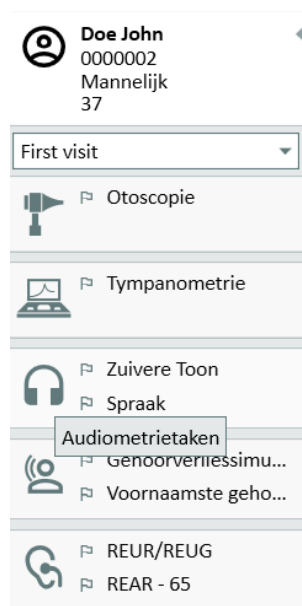 Doe John
0000002
Mannelijk
37
First visit
Otoscopie
Tympanometrie
Zuivere Toon
Spraak
Audiometrietaken
Gehoorverliessimu...
Voornaamste geho...
REUR/REUG
REAR - 65